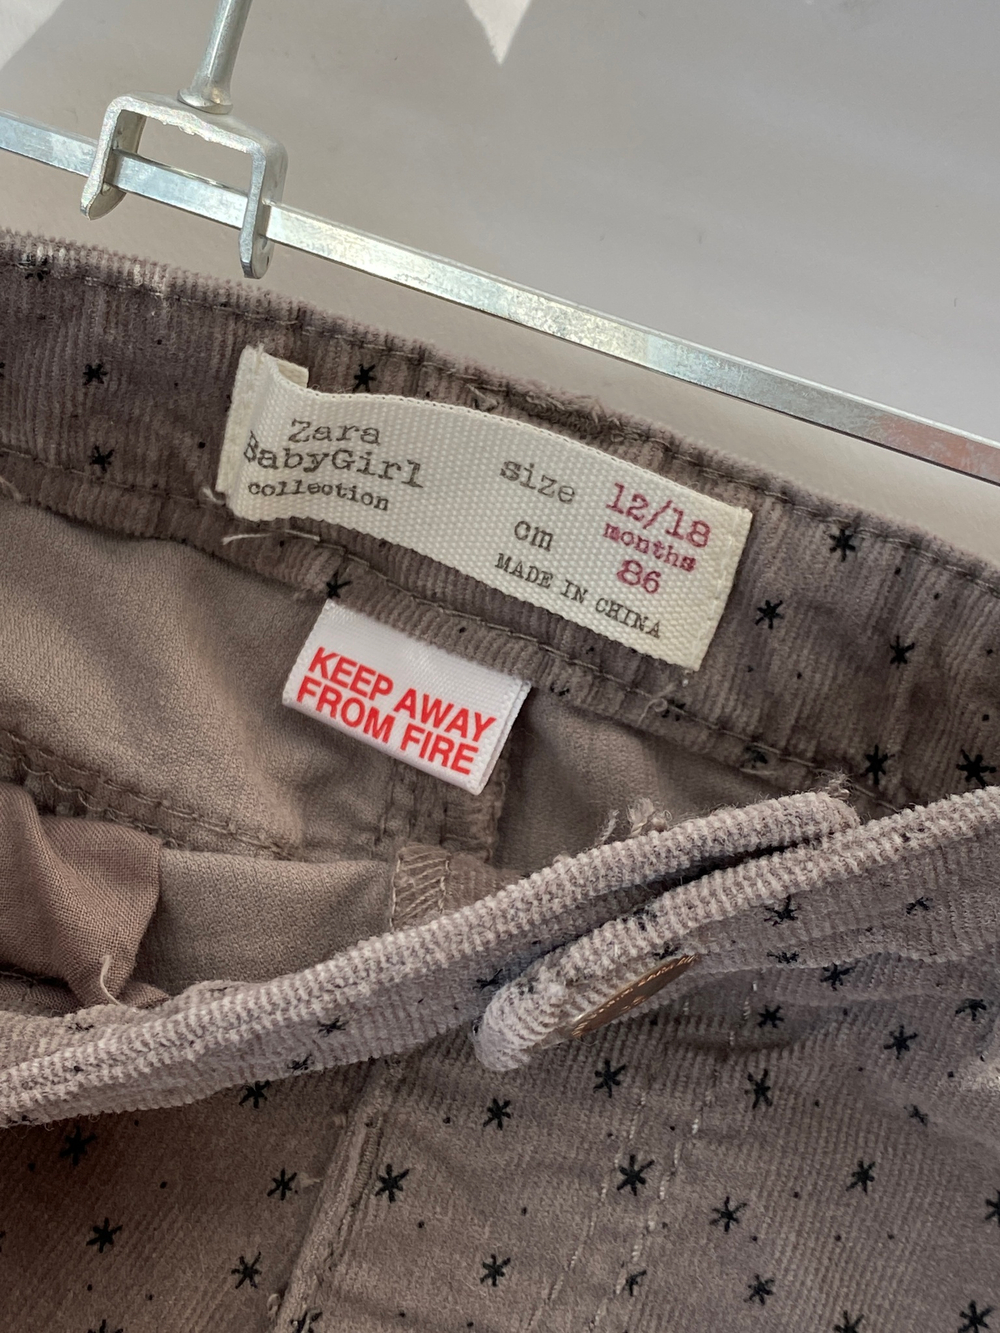 Zara
BabyGirl
collection
size 12/18
months
cm 86
MADE IN CHINA
KEEP AWAY
FROM FIRE